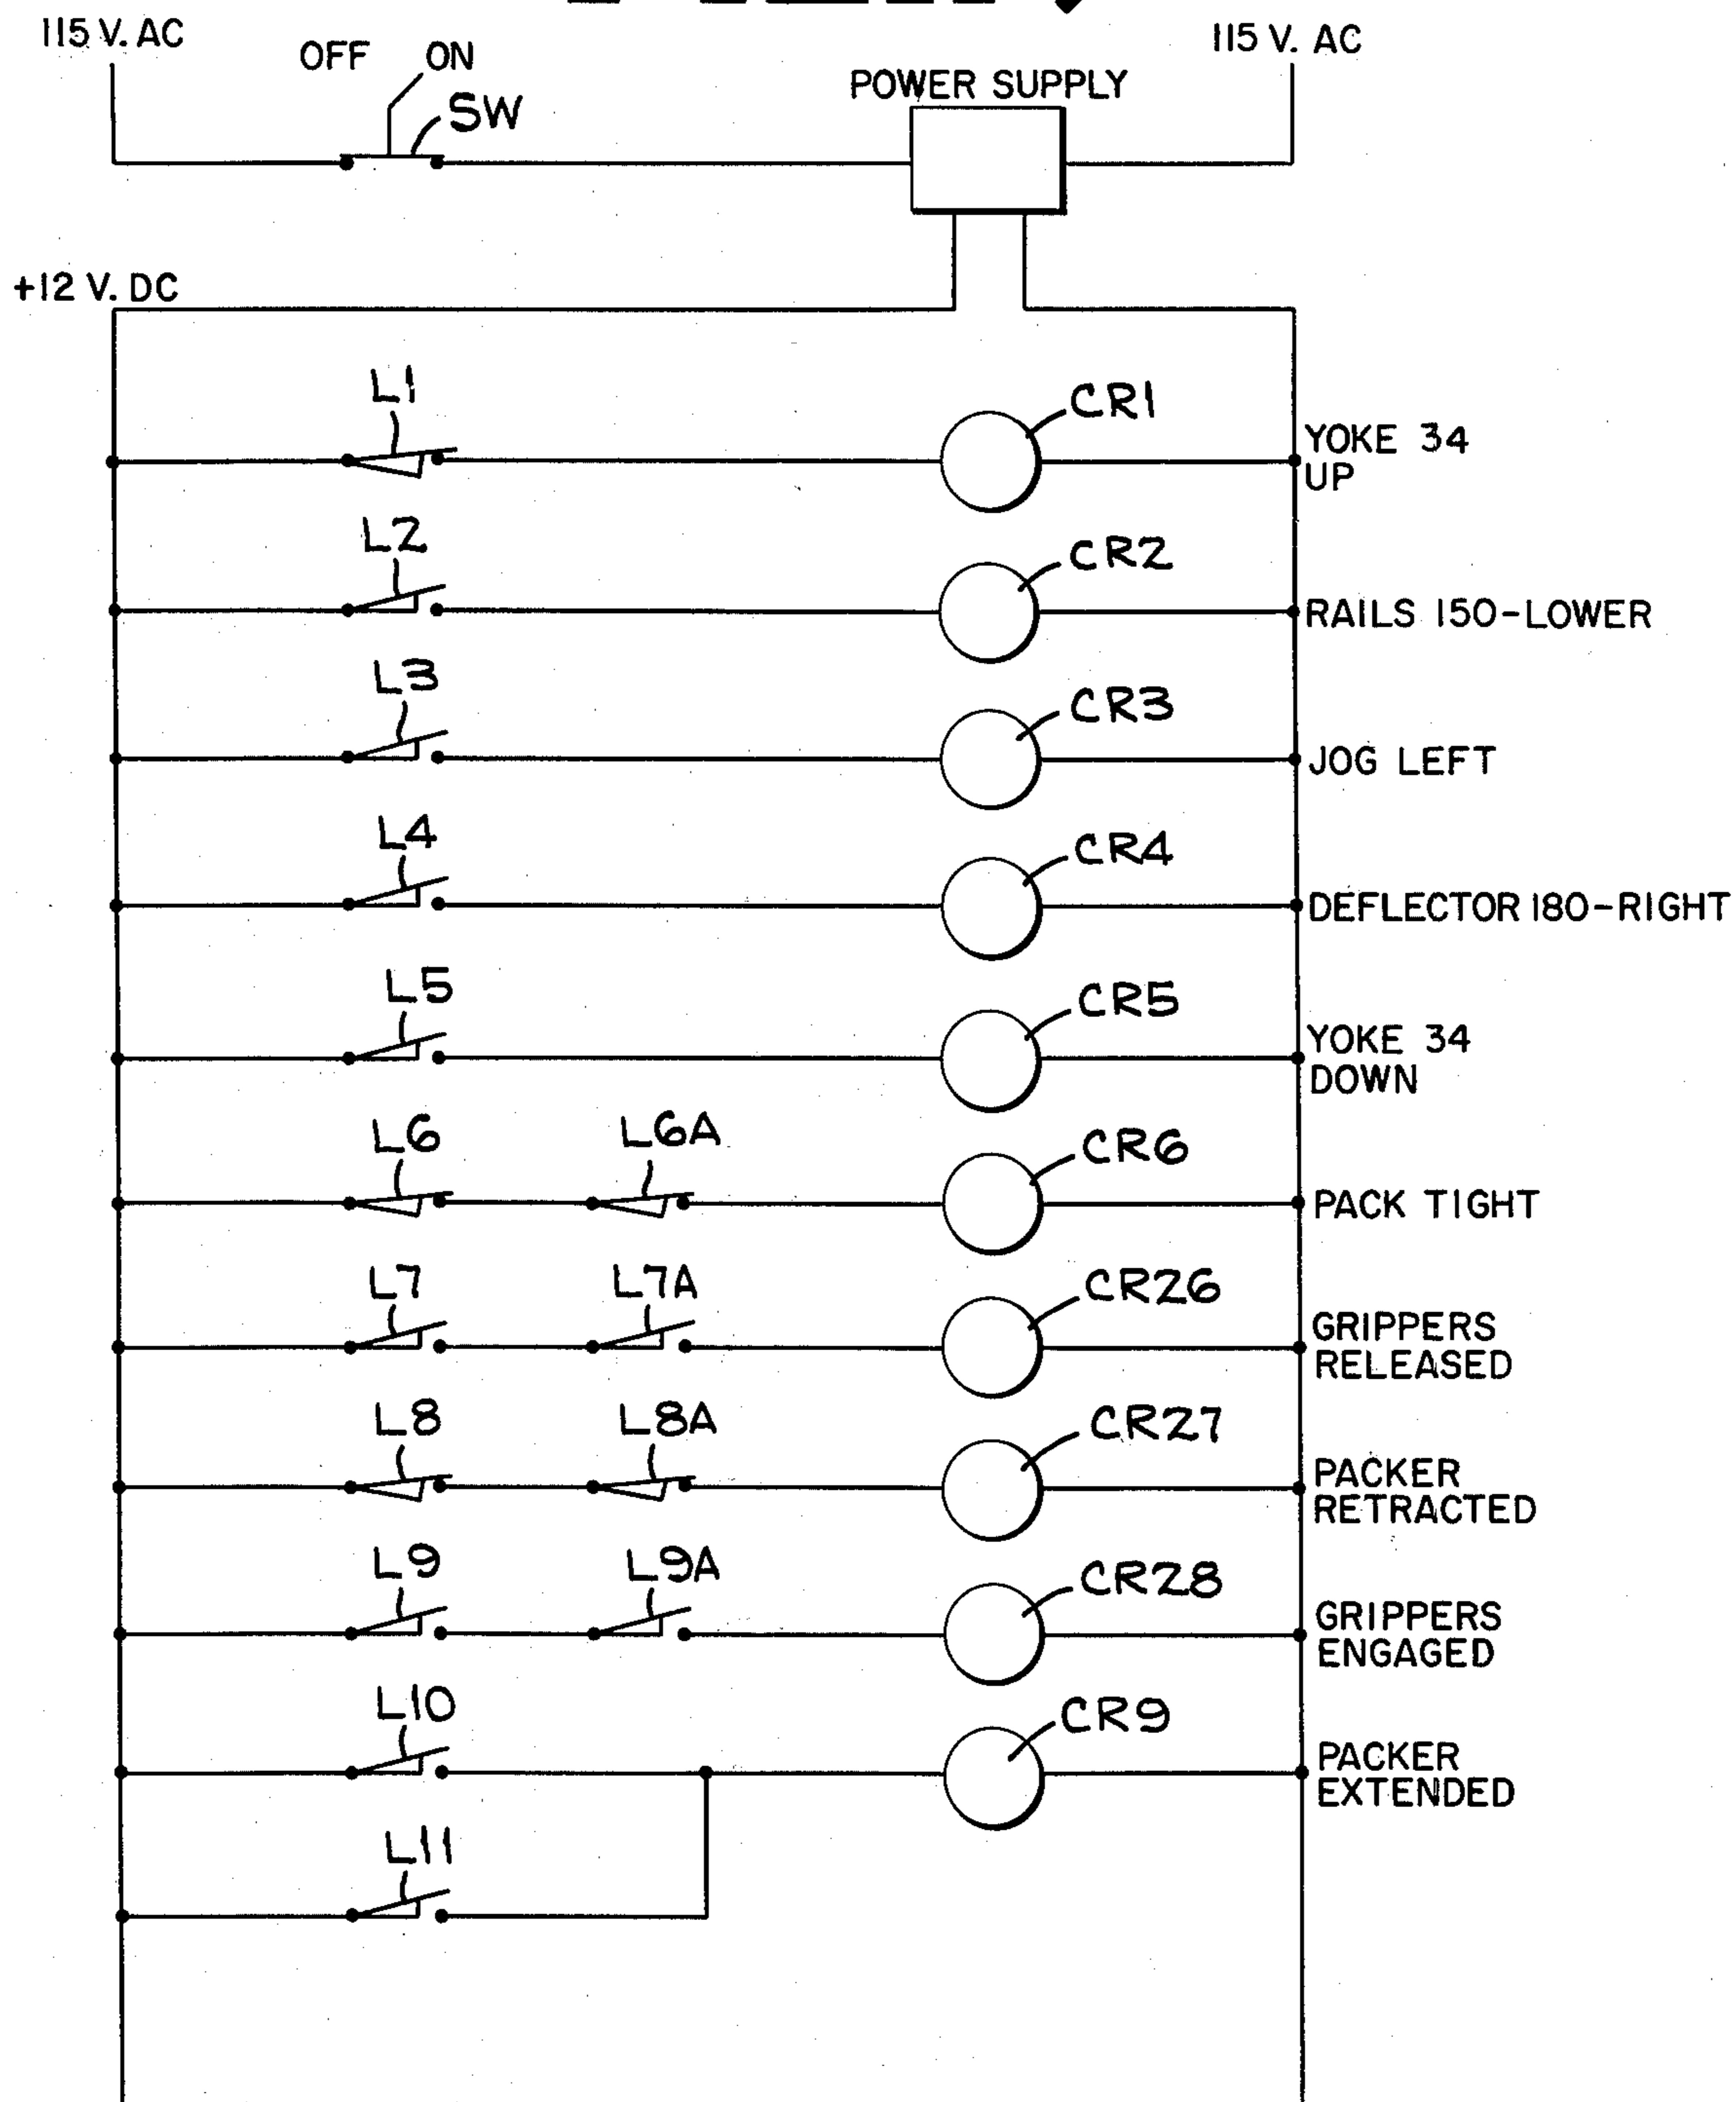 115 V. AC
OFF ON
SW
POWER SUPPLY
115 V. AC
+12 V. DC
L1
CR1
YOKE 34
UP
L2
CR2
RAILS 150-LOWER
L3
CR3
JOG LEFT
L4
CR4
DEFLECTOR 180-RIGHT
L5
CR5
YOKE 34
DOWN
L6
L6A
CR6
PACK TIGHT
L7
L7A
CR26
GRIPPERS
RELEASED
L8
L8A
CR27
PACKER
RETRACTED
L9
L9A
CR28
GRIPPERS
ENGAGED
L10
CR9
PACKER
EXTENDED
L11